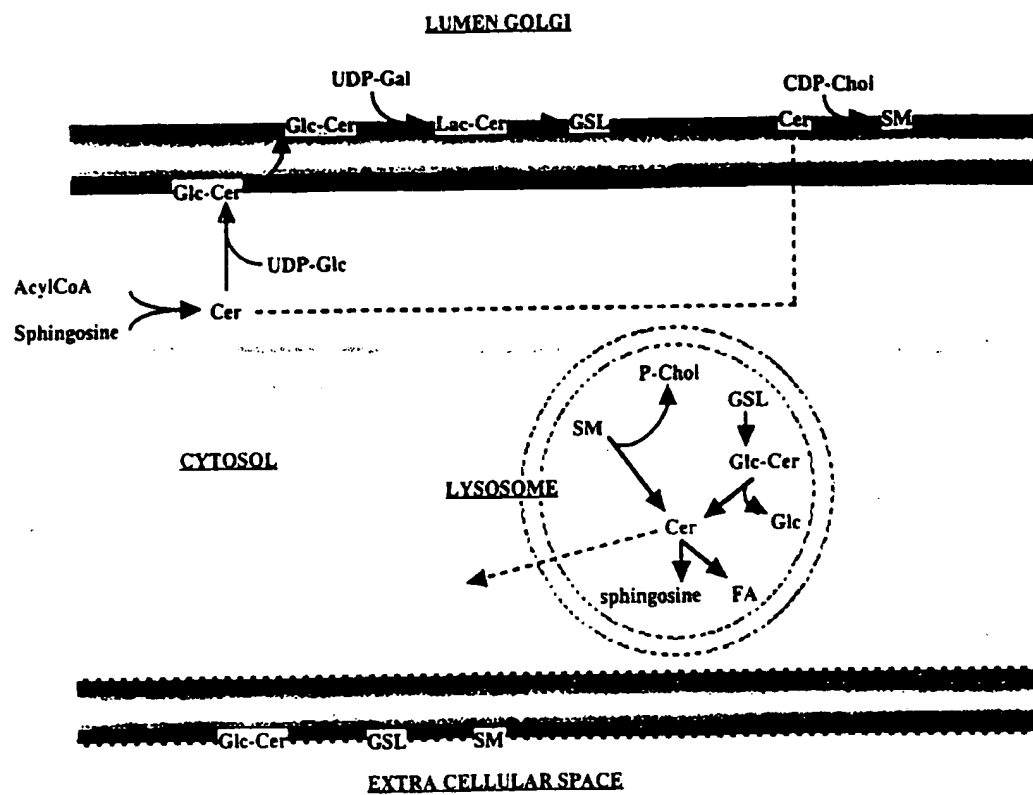 LUMEN GOLGI
UDP-Gal
CDP-Chol
Glc-Cer
Lac-Cer
GSL
Cer
SM
Glc-Cer
UDP-Glc
AcylCoA
Cer
Sphingosine
P-Chol
GSL
SM
Glc-Cer
CYTOSOL
LYSOSOME
Glc
Cer
sphingosine
FA
Glc-Cer
GSL
SM
EXTRA CELLULAR SPACE